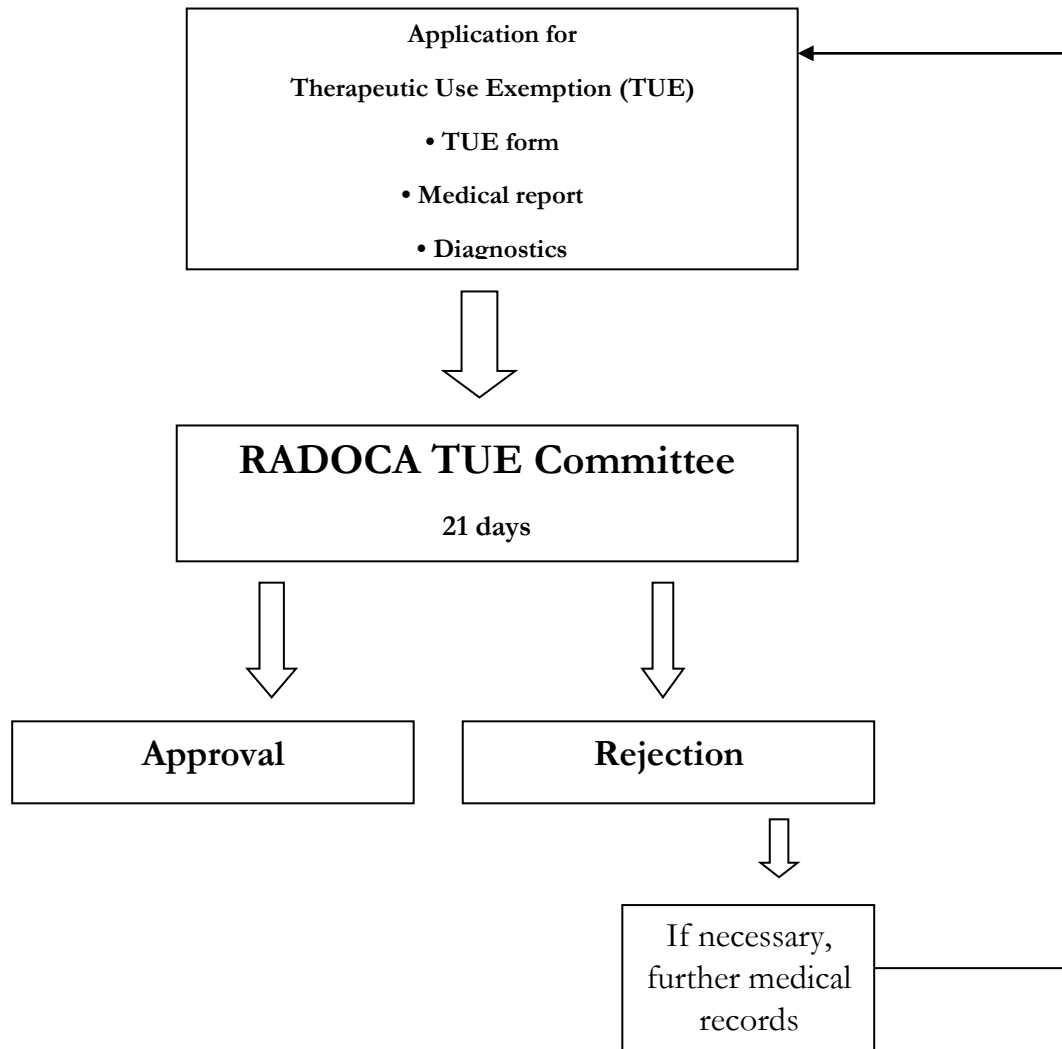 Application for
Therapeutic Use Exemption (TUE)
• TUE form
• Medical report
• Diagnostics
RADOCA TUE Committee
21 days
Approval
Rejection
If necessary,
further medical
records